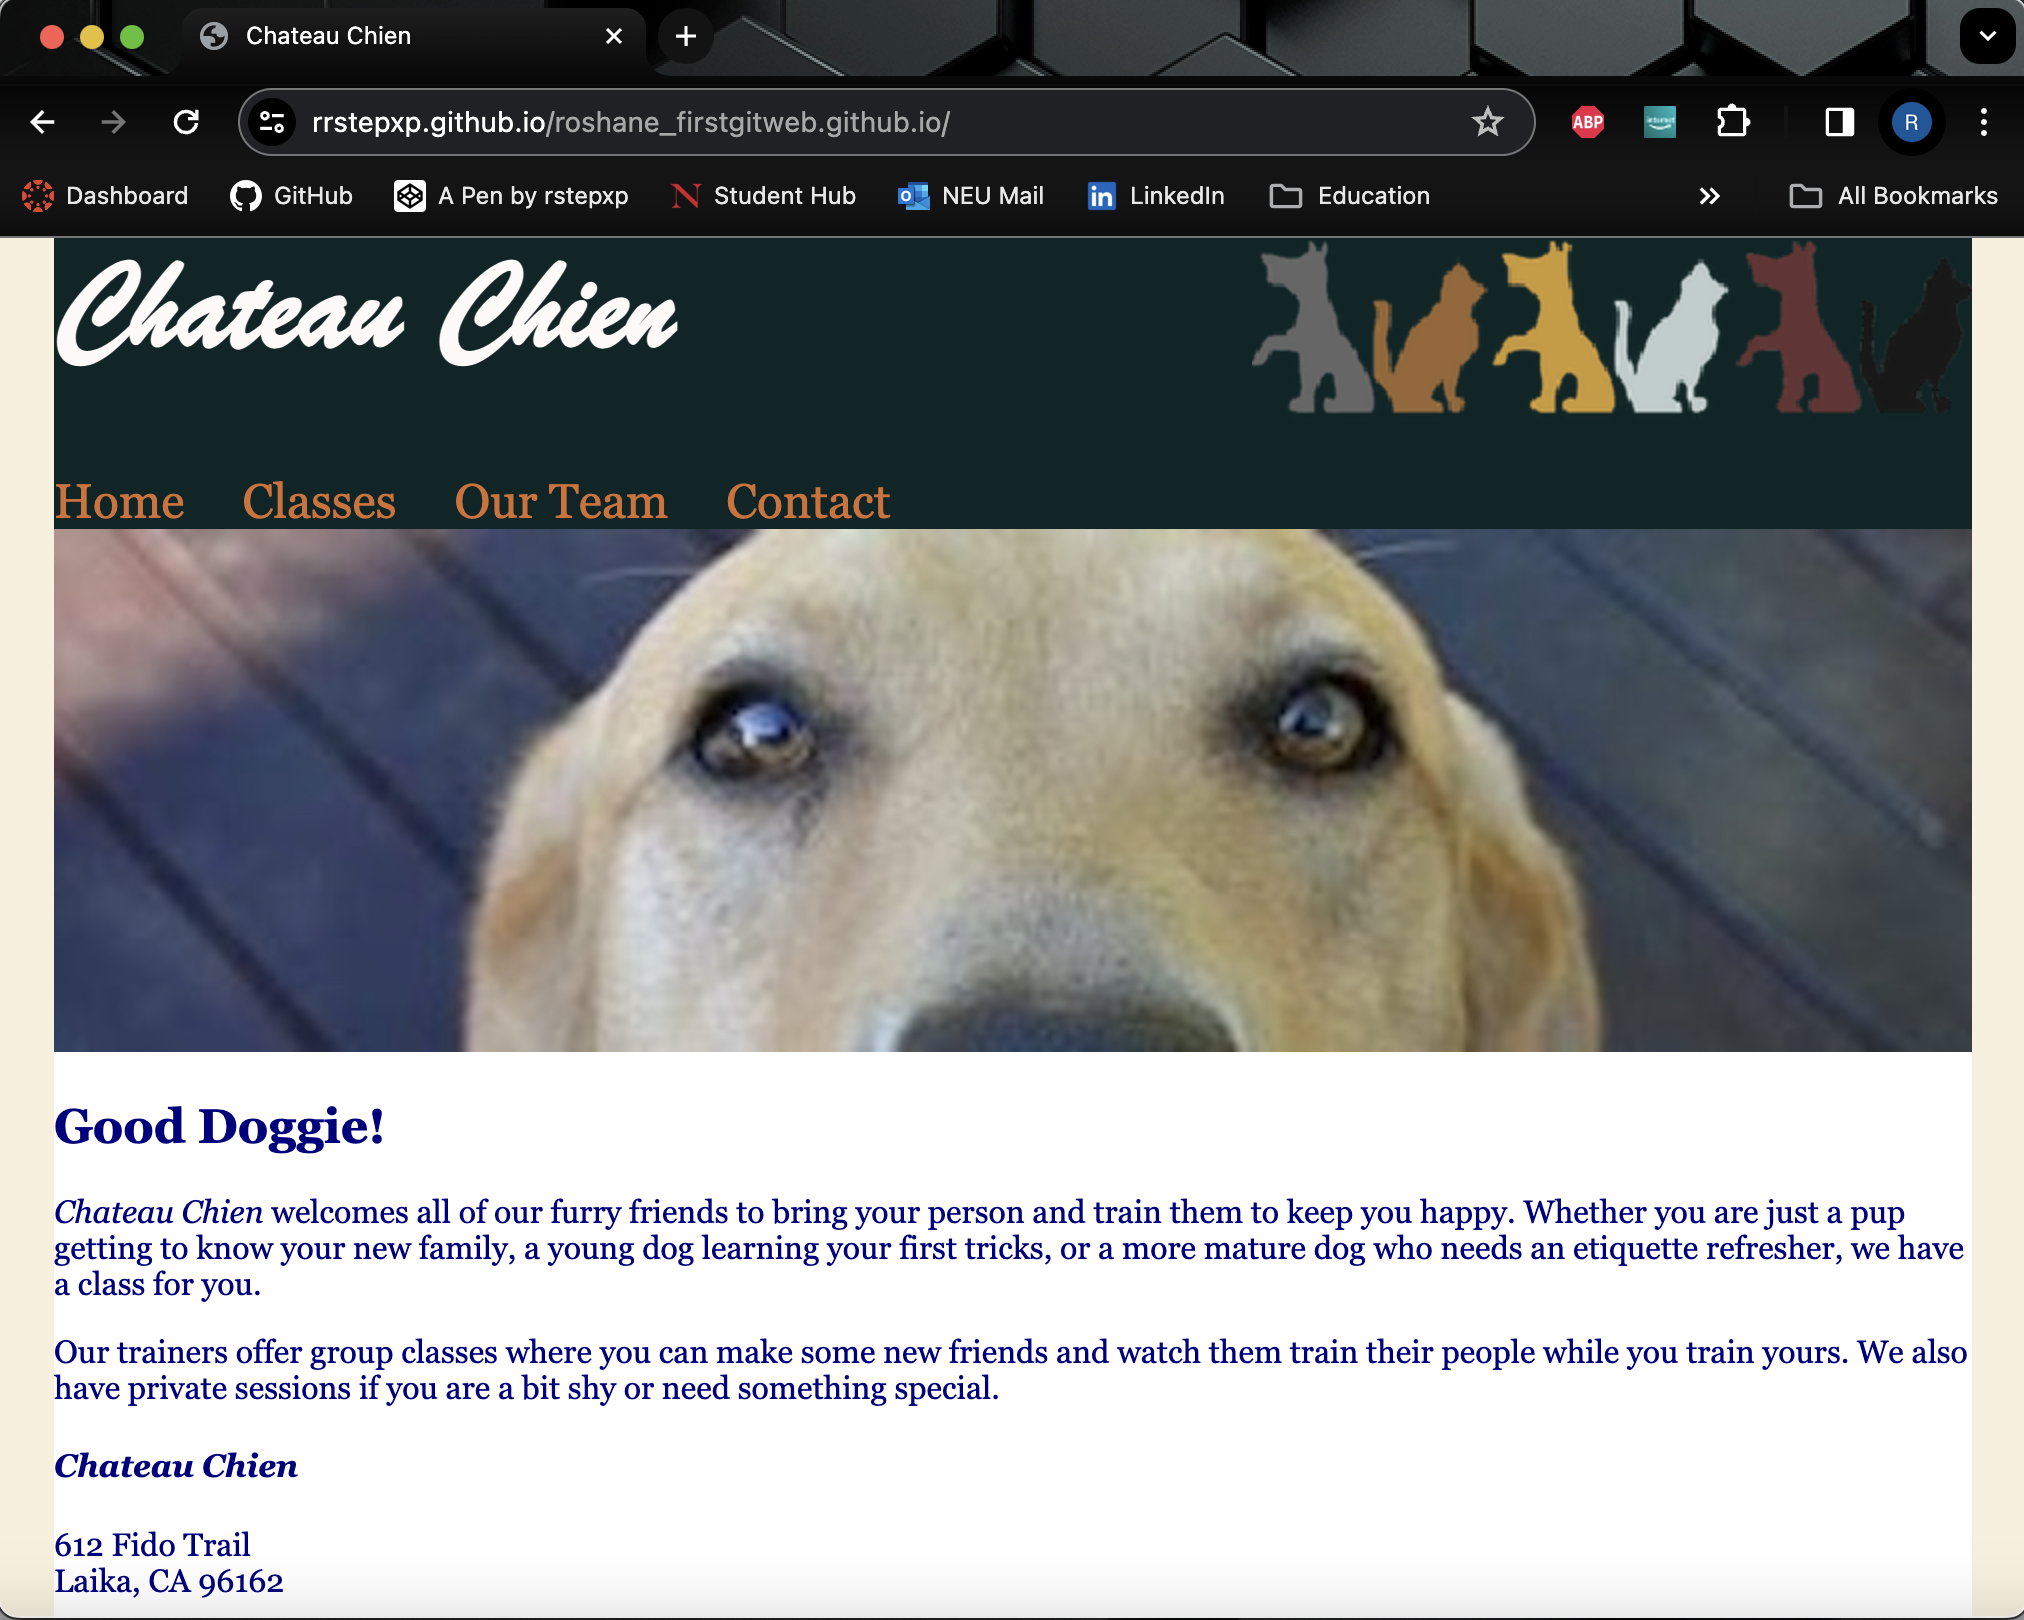 Chateau Chien
rrstepxp.github.io/roshane_firstgitweb.github.io/
ABP
R
Dashboard GitHub A Pen by rstepxp N Student Hub NEU Mail in LinkedIn Education All Bookmarks
Chateau Chien
Home Classes Our Team Contact
Good Doggie!
Chateau Chien welcomes all of our furry friends to bring your person and train them to keep you happy. Whether you are just a pup
getting to know your new family, a young dog learning your first tricks, or a more mature dog who needs an etiquette refresher, we have
a class for you.
Our trainers offer group classes where you can make some new friends and watch them train their people while you train yours. We also
have private sessions if you are a bit shy or need something special.
Chateau Chien
612 Fido Trail
Laika, CA 96162